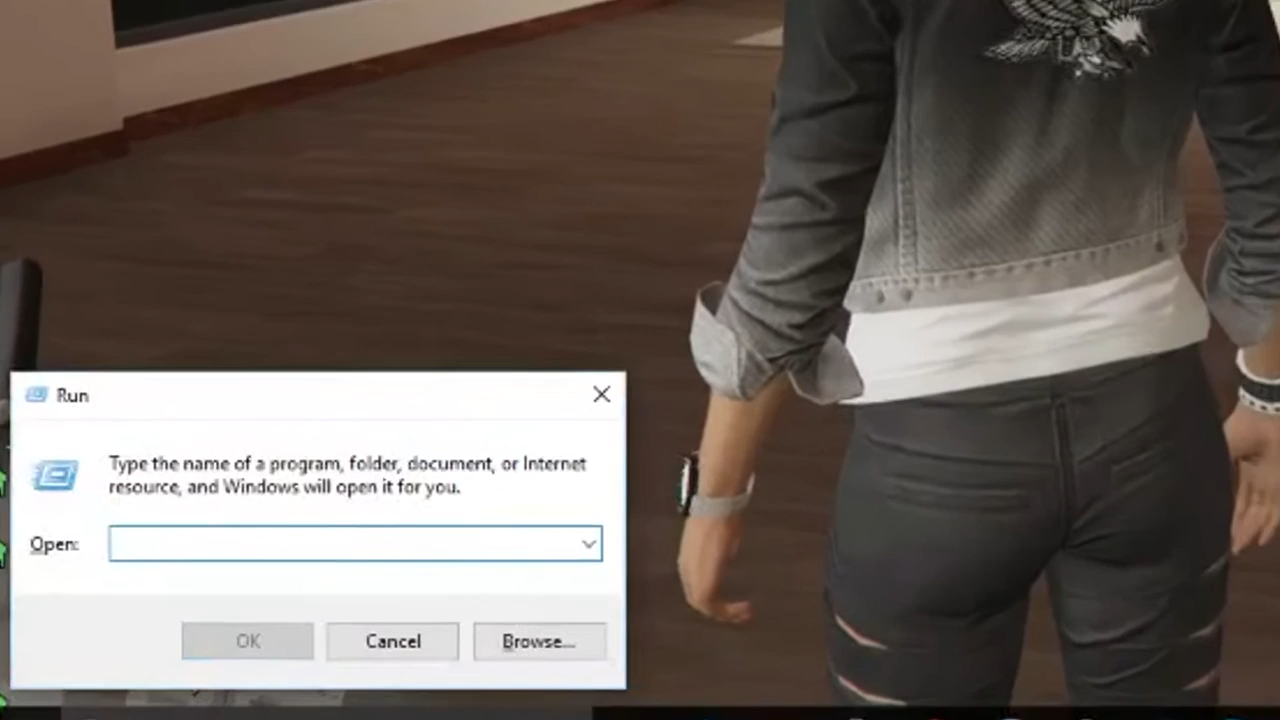 Run
Type the name of a program, folder, document, or Internet
resource, and Windows will open it for you.
Open:
OK
Cancel
Browse...